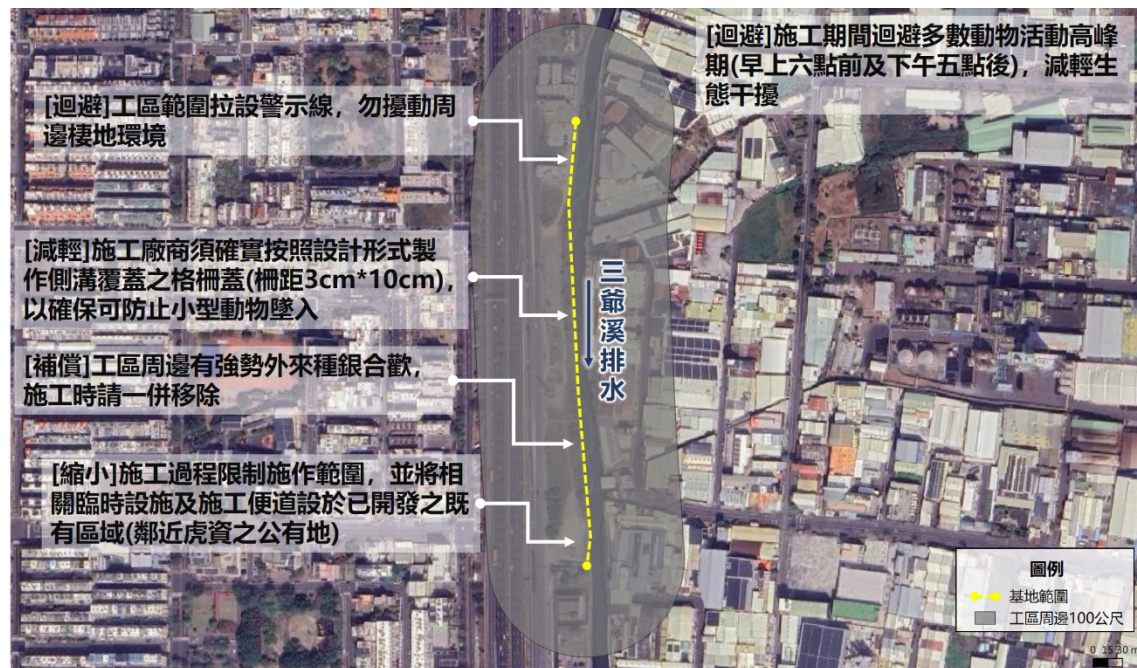 [迴避]施工期間迴避多數動物活動高峰
期(早上六點前及下午五點後)，減輕生
態干擾
[迴避]工區範圍拉設警示線，勿擾動周
邊棲地環境
[減輕]施工廠商須確實按照設計形式製
作側溝覆蓋之格柵蓋(柵距3cm*10cm)，
以確保可防止小型動物墜入
三爺溪排水
[補償]工區周邊有強勢外來種銀合歡，
施工時請一併移除
[縮小]施工過程限制施作範圍，並將相
關臨時設施及施工便道設於已開發之既
有區域(鄰近虎資之公有地)
圖例
基地範圍
工區周邊100公尺
0 15 30 m